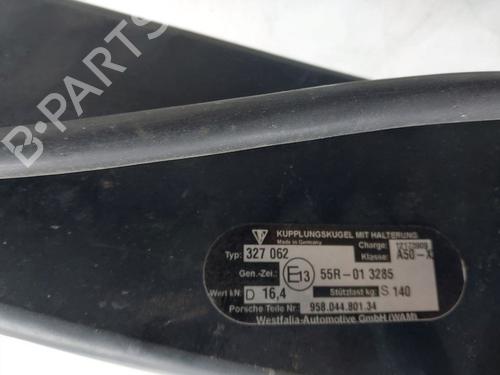 B-PARTS
KUPPLUNGSKUGEL MIT HALTERUNG
Made in Germany
Charge:
Typ: 327 062 Klasse: A50-X
Gen.-Zei.: E13 55R-01 3285
Wert kN: D 16,4 Stützlast kg: S 140
Porsche Teile Nr.: 958.044.801.34
Westfalia-Automotive GmbH (WAM)